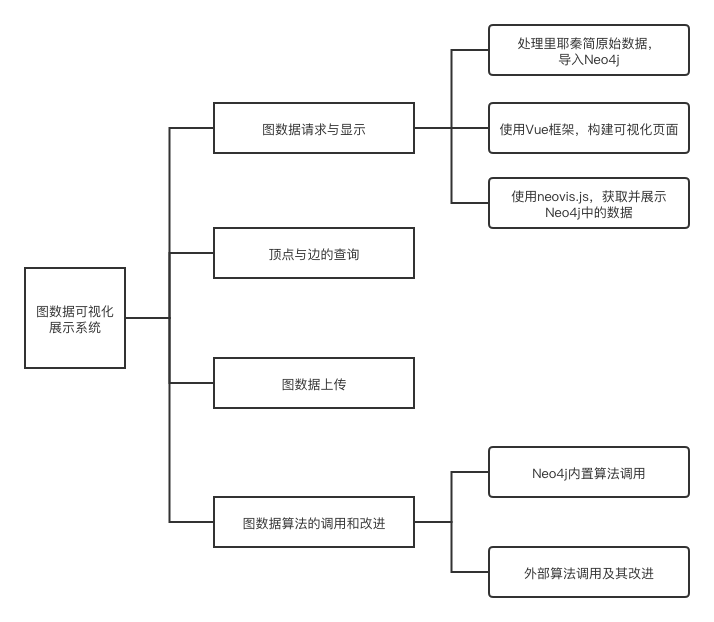 图数据可视化
展示系统
图数据请求与显示
处理里耶秦简原始数据，
导入Neo4j
使用Vue框架，构建可视化页面
使用neovis.js，获取并展示
Neo4j中的数据
顶点与边的查询
图数据上传
图数据算法的调用和改进
Neo4j内置算法调用
外部算法调用及其改进